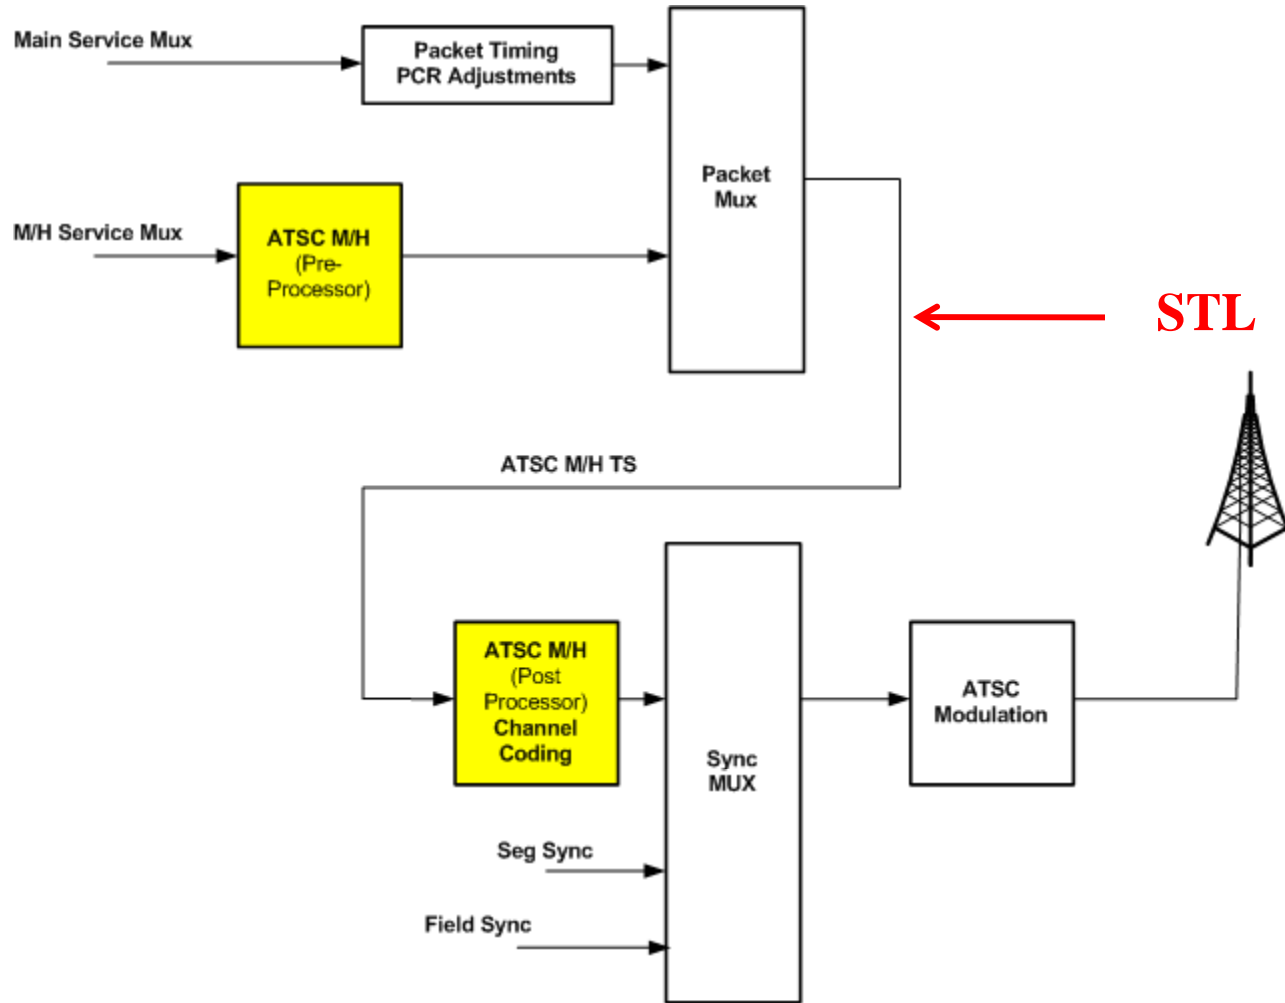 Main Service Mux
Packet Timing
PCR Adjustments
Packet
Mux
M/H Service Mux
ATSC M/H
(Pre-
Processor)
STL
ATSC M/H TS
ATSC M/H
(Post
Processor)
Channel
Coding
Sync
MUX
ATSC
Modulation
Seg Sync
Field Sync